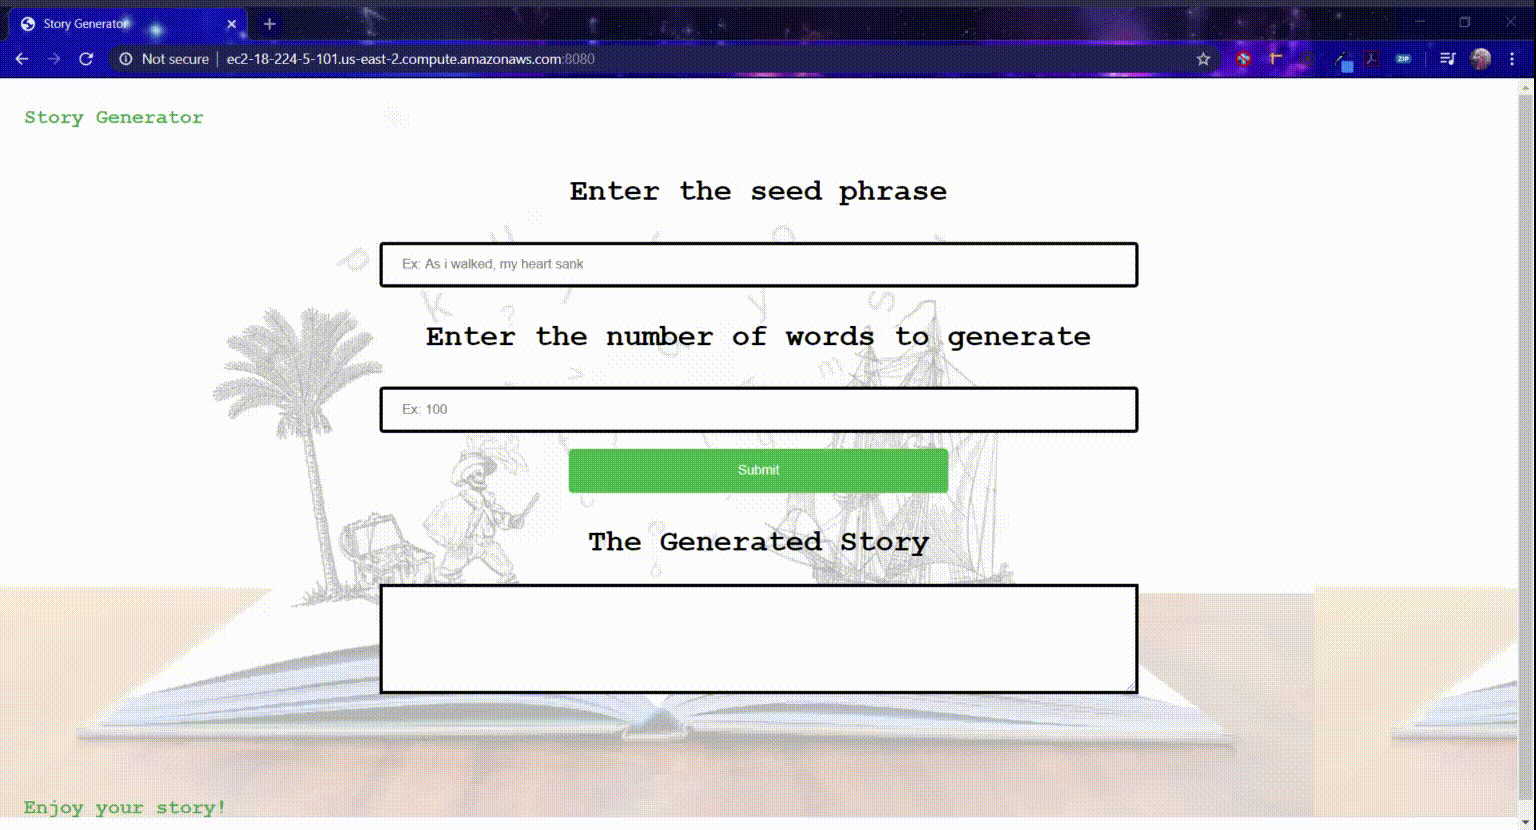 Story Generator
Not secure | ec2-18-224-5-101.us-east-2.compute.amazonaws.com:8080
ZIP
Story Generator
Enter the seed phrase
Ex: As i walked, my heart sank
Enter the number of words to generate
Ex: 100
Submit
The Generated Story
Enjoy your story!